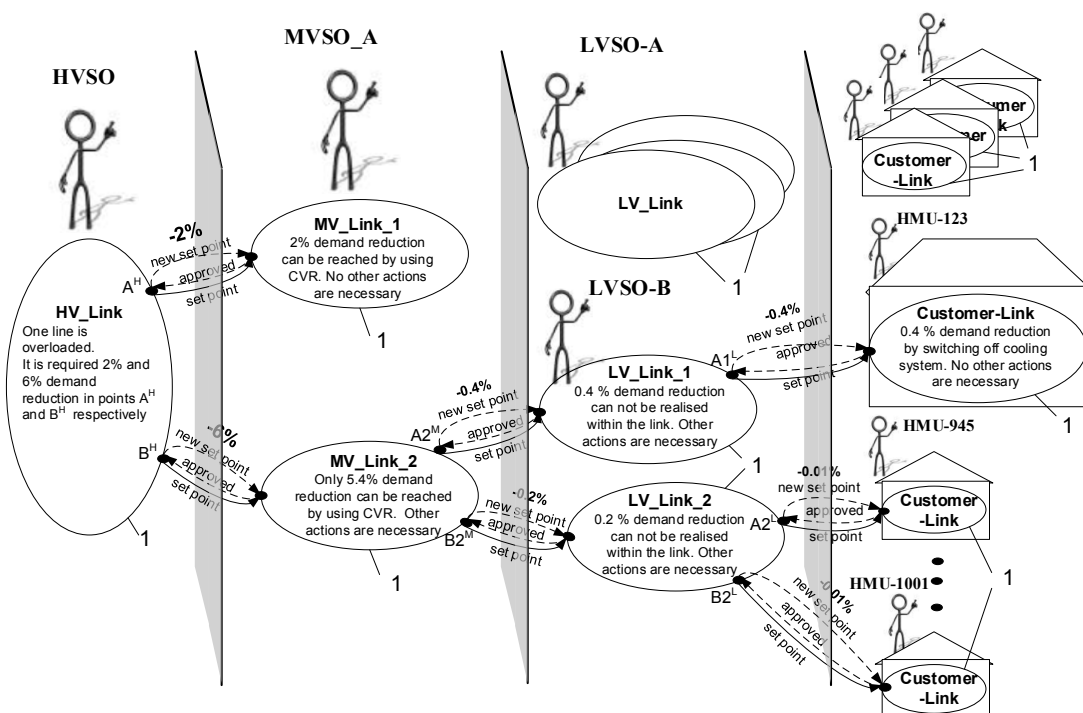 HVSO
MVSO_A
LVSO-A
Customer
-Link
1
LV_Link
1
HMU-123
-2%
new set point
approved
set point
A^H
MV_Link_1
2% demand reduction
can be reached by using
CVR. No other actions
are necessary
1
HV_Link
One line is
overloaded.
It is required 2% and
6% demand
reduction in points A^H
and B^H respectively
1
LVSO-B
-0.4%
new set point
approved
set point
A1^L
Customer-Link
0.4 % demand reduction
by switching off cooling
system. No other actions
are necessary
1
LV_Link_1
0.4 % demand reduction
can not be realised
within the link. Other
actions are necessary
1
-0.4%
new set point
approved
set point
A2^M
-6%
new set point
approved
set point
B^H
MV_Link_2
Only 5.4% demand
reduction can be reached
by using CVR. Other
actions are necessary
1
-0.2%
new set point
approved
set point
B2^M
LV_Link_2
0.2 % demand reduction
can not be realised
within the link. Other
actions are necessary
HMU-945
-0.01%
new set point
approved
set point
A2^L
Customer
-Link
1
HMU-1001
-0.01%
new set point
approved
set point
B2^L
Customer
-Link